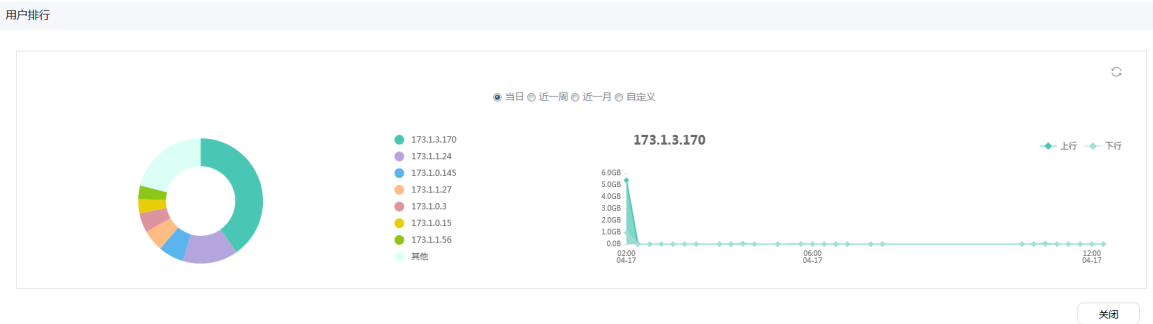 用户排行
当日 近一周 近一月 自定义
173.1.3.170
173.1.1.24
173.1.0.145
173.1.1.27
173.1.0.3
173.1.0.15
173.1.1.56
其他
173.1.3.170
上行 下行
6.0GB
5.0GB
4.0GB
3.0GB
2.0GB
1.0GB
0.0B
02:00 06:00 12:00
04-17 04-17 04-17
关闭